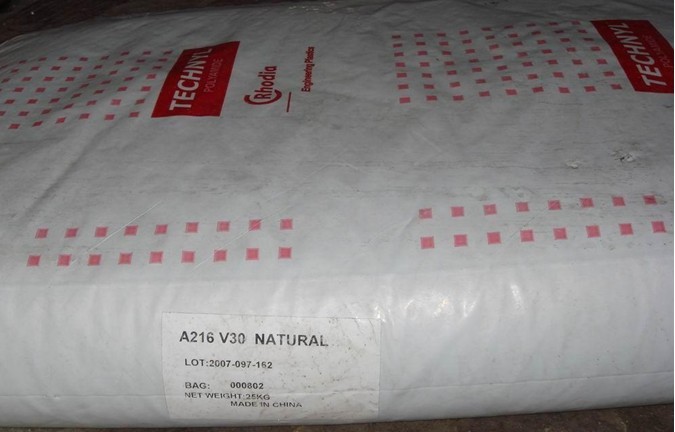 TECHNYL
POLYAMIDE
Rhodia
Engineering Plastics
TECHNYL
A216 V30 NATURAL
LOT:2007-097-162
BAG: 000802
NET WEIGHT:25KG
MADE IN CHINA